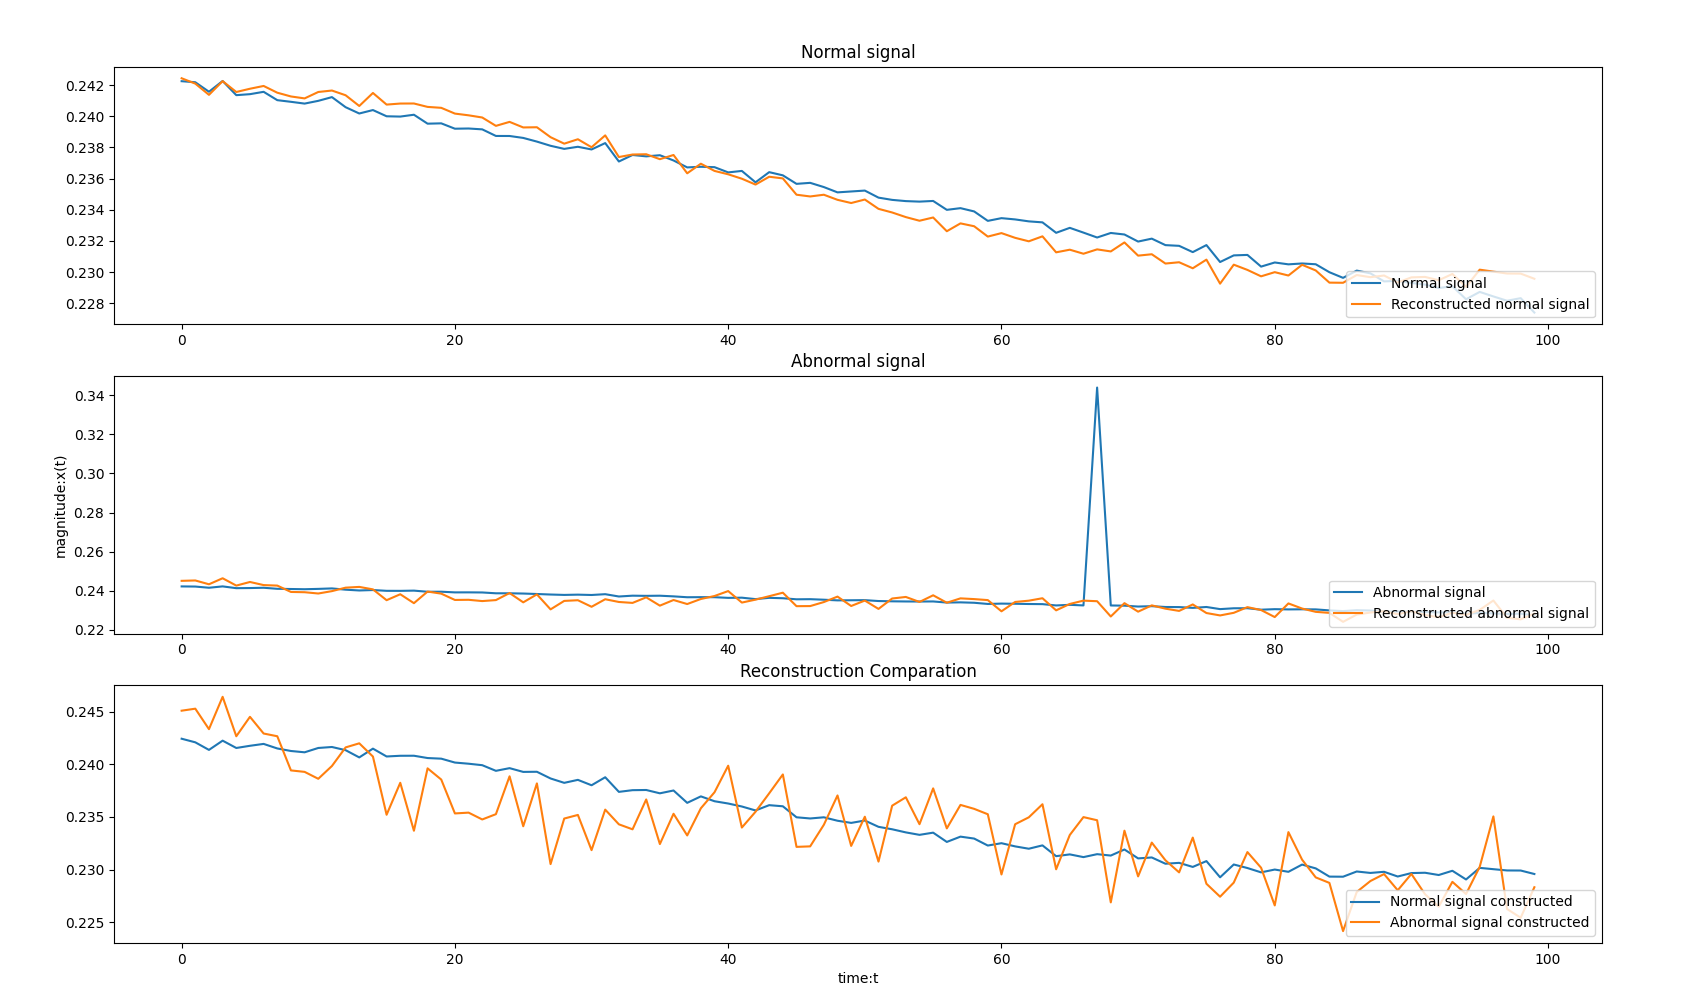 Normal signal
0.242
0.240
0.238
0.236
0.234
0.232
0.230
0.228
Normal signal
Reconstructed normal signal
0 20 40 60 80 100
Abnormal signal
magnitude::x(t)
0.34
0.32
0.30
0.28
0.26
0.24
0.22
Abnormal signal
Reconstructed abnormal signal
0 20 40 60 80 100
Reconstruction Comparation
0.245
0.240
0.235
0.230
0.225
Normal signal constructed
Abnormal signal constructed
0 20 40 60 80 100
time:t